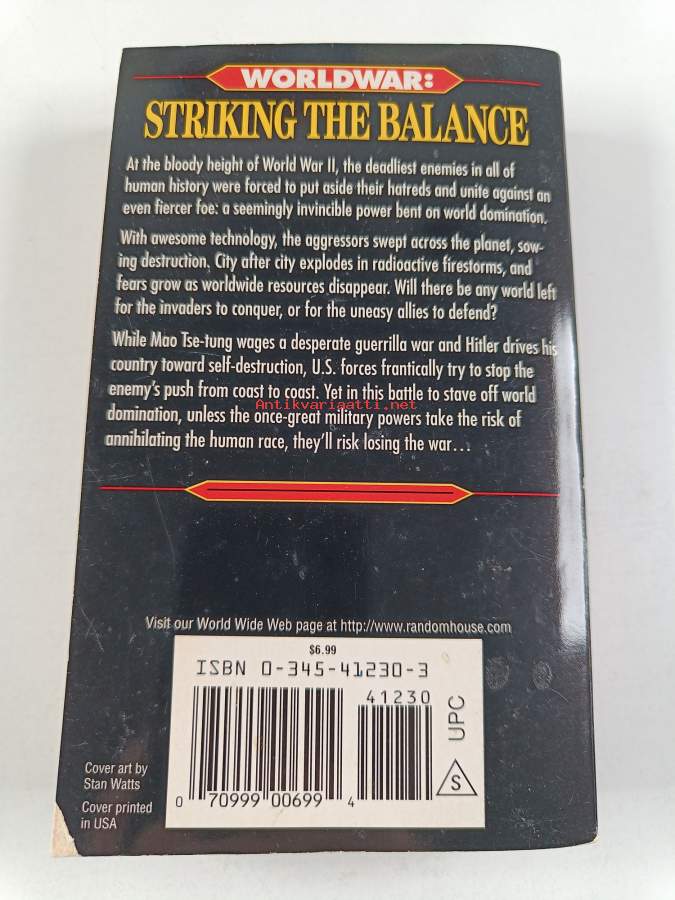 WORLDWAR:
STRIKING THE BALANCE
At the bloody height of World War II, the deadliest enemies in all of
human history were forced to put aside their hatreds and unite against an
even fiercer foe: a seemingly invincible power bent on world domination.
With awesome technology, the aggressors swept across the planet, sow-
ing destruction. City after city explodes in radioactive firestorms, and
fears grow as worldwide resources disappear. Will there be any world left
for the invaders to conquer, or for the uneasy allies to defend?
While Mao Tse-tung wages a desperate guerrilla war and Hitler drives his
country toward self-destruction, U.S. forces frantically try to stop the
enemy's push from coast to coast. Yet in this battle to stave off world
Antikvariaatti.net
domination, unless the once-great military powers take the risk of
annihilating the human race, they'll risk losing the war...
Visit our World Wide Web page at http://www.randomhouse.com
$6.99
ISBN 0-345-41230-3
41230
UPC
S
0 70999 00699 4
Cover art by
Stan Watts
Cover printed
in USA